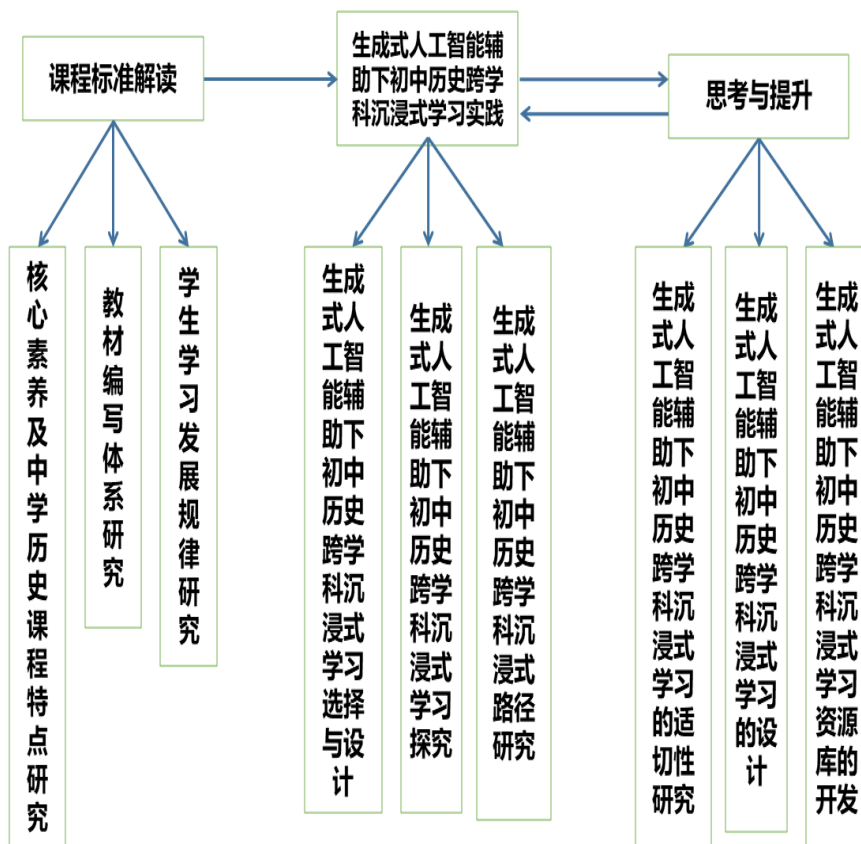 课程标准解读
生成式人工智能辅
助下初中历史跨学
科沉浸式学习实践
思考与提升
核心素养及中学历史课程特点研究
教材编写体系研究
学生学习发展规律研究
生成
式人
工智
能辅
助下
初中
历史
跨学
科沉
浸式
学习
选择
与设
计
生成
式人
工智
能辅
助下
初中
历史
跨学
科沉
浸式
学习
探究
生成
式人
工智
能辅
助下
初中
历史
跨学
科沉
浸式
路径
研究
生成
式人
工智
能辅
助下
初中
历史
跨学
科沉
浸式
学习
的适
切性
研究
生成
式人
工智
能辅
助下
初中
历史
跨学
科沉
浸式
学习
的设
计
生成
式人
工智
能辅
助下
初中
历史
跨学
科沉
浸式
学习
资源
库的
开发